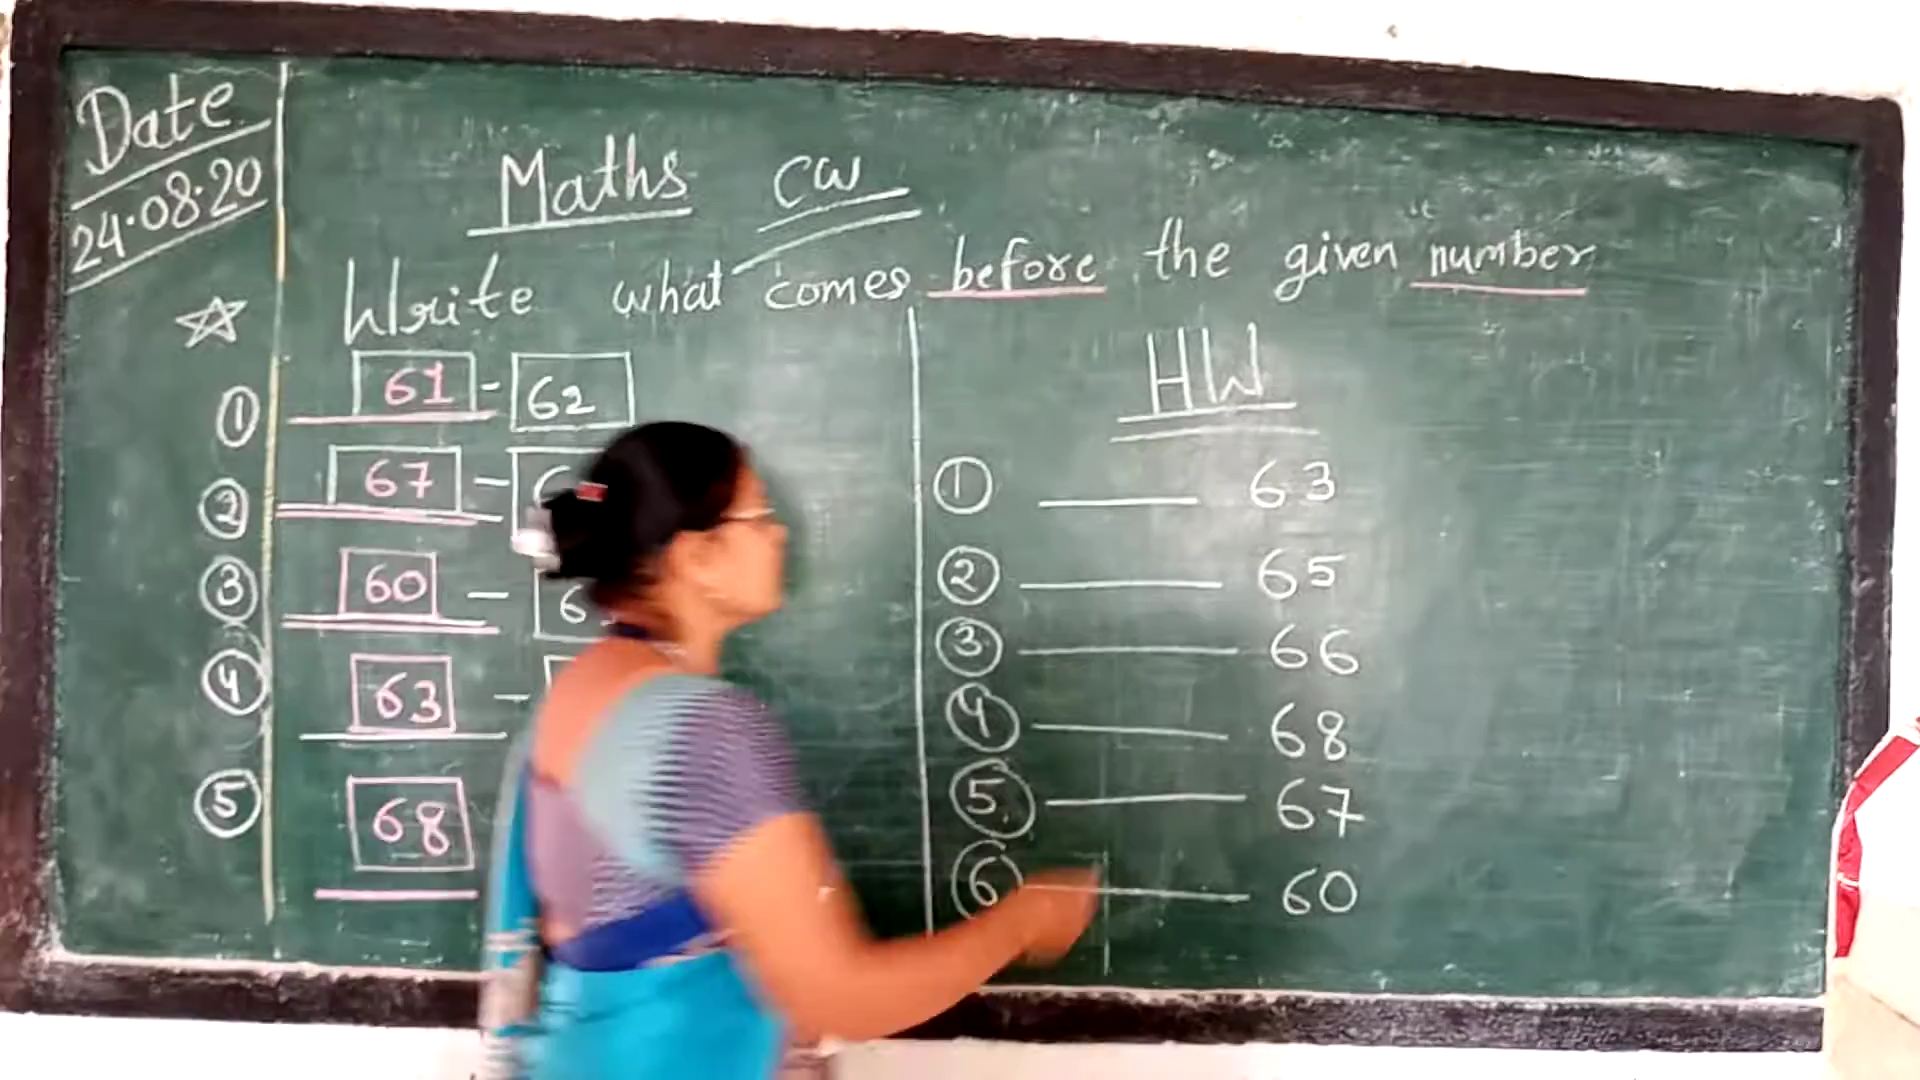 Date
24.08.20
Maths CW
Write what comes before the given number
① 61 - 62
② 67 -
③ 60 -
④ 63 -
⑤ 68
HW
① ____ 63
② ____ 65
③ ____ 66
④ ____ 68
⑤ ____ 67
⑥ ____ 60